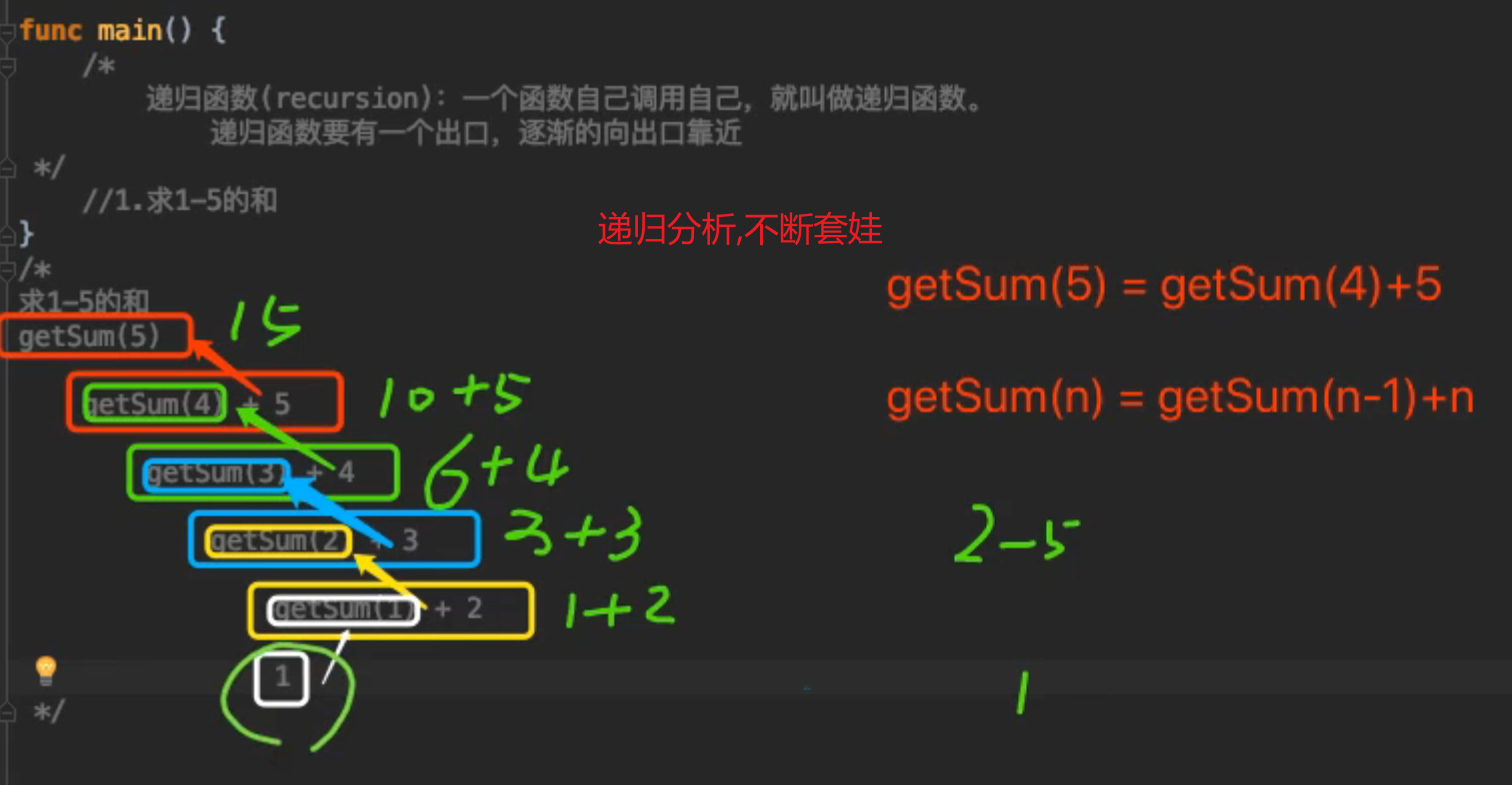 func main() {
/*
递归函数(recursion)：一个函数自己调用自己，就叫做递归函数。
递归函数要有一个出口，逐渐的向出口靠近
*/
//1.求1-5的和
}
递归分析,不断套娃
/*
求1-5的和
getSum(5) 15
getSum(4) + 5 10+5
getSum(3) + 4 6+4
getSum(2) + 3 3+3
getSum(1) + 2 1+2
1
*/
getSum(5) = getSum(4)+5
getSum(n) = getSum(n-1)+n
2-5
1